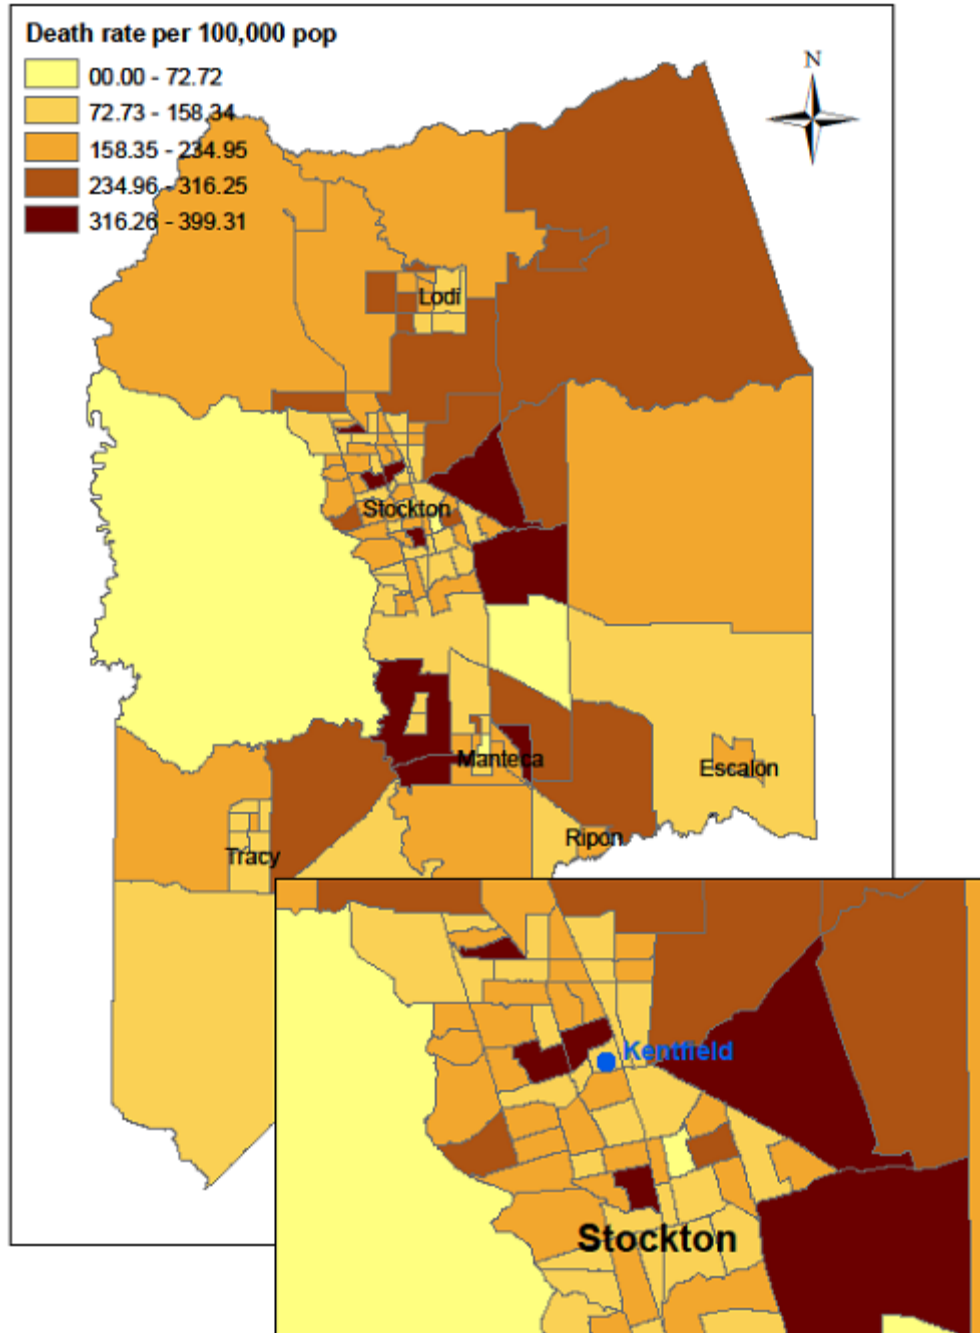 Death rate per 100,000 pop
00.00 - 72.72
72.73 - 158.34
158.35 - 234.95
234.96 - 316.25
316.26 - 399.31
N
Lodi
Stockton
Manteca
Escalon
Ripon
Tracy
Kentfield
Stockton